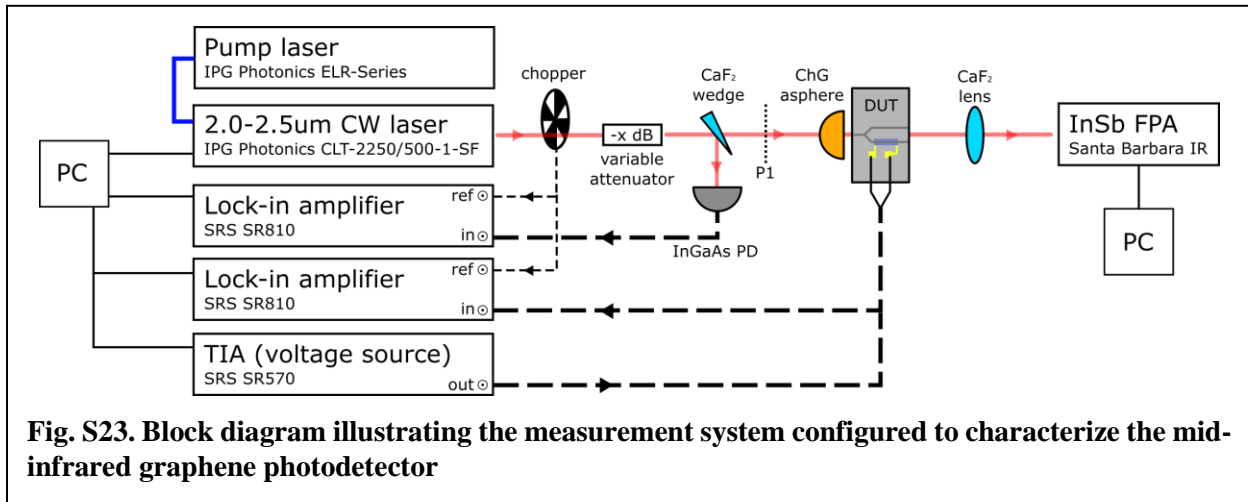 Pump laser
IPG Photonics ELR-Series
2.0-2.5um CW laser
IPG Photonics CLT-2250/500-1-SF
PC
Lock-in amplifier
SRS SR810
ref
in
Lock-in amplifier
SRS SR810
ref
in
TIA (voltage source)
SRS SR570
out
chopper
-x dB
variable
attenuator
CaF₂
wedge
InGaAs PD
P1
ChG
asphere
DUT
CaF₂
lens
InSb FPA
Santa Barbara IR
PC
Fig. S23. Block diagram illustrating the measurement system configured to characterize the mid-
infrared graphene photodetector